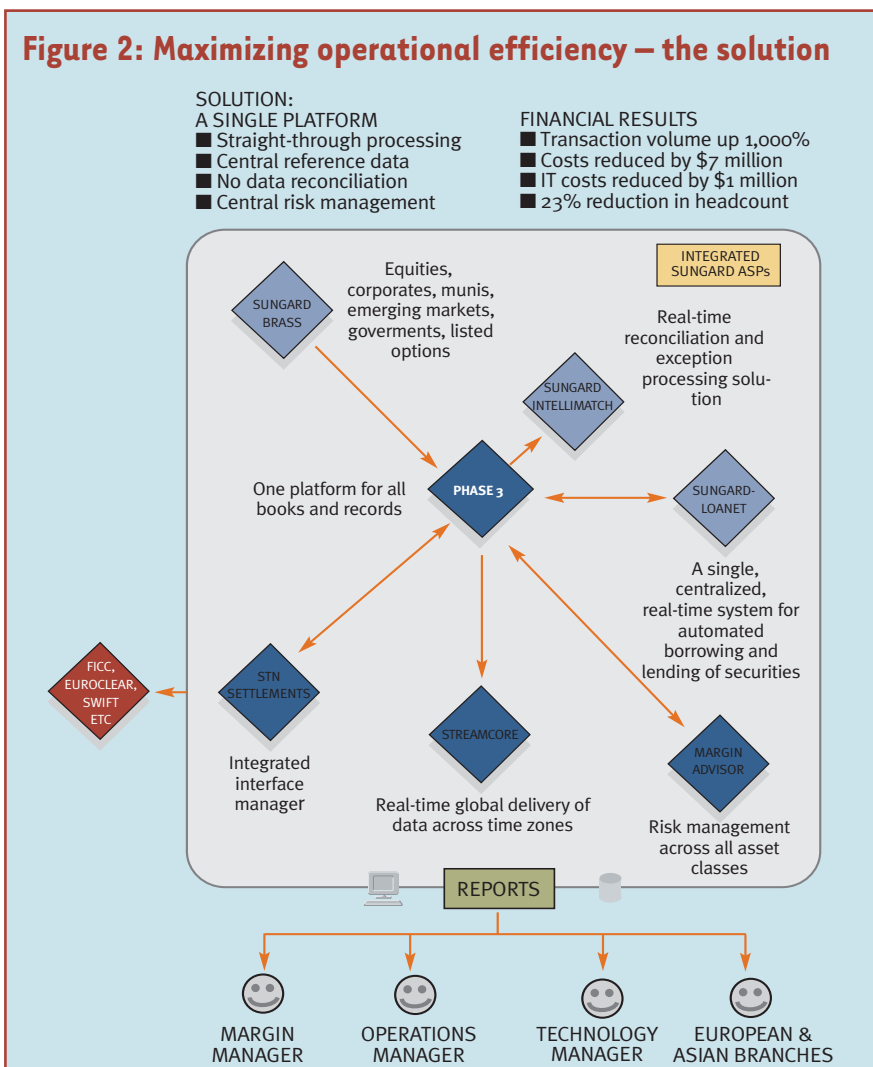 Figure 2: Maximizing operational efficiency – the solution
SOLUTION:
A SINGLE PLATFORM
■ Straight-through processing
■ Central reference data
■ No data reconciliation
■ Central risk management
FINANCIAL RESULTS
■ Transaction volume up 1,000%
■ Costs reduced by $7 million
■ IT costs reduced by $1 million
■ 23% reduction in headcount
INTEGRATED
SUNGARD ASPs
SUNGARD
BRASS
Equities,
corporates, munis,
emerging markets,
goverments, listed
options
Real-time
reconciliation and
exception
processing solu-
tion
SUNGARD
INTELLIMATCH
One platform for all
books and records
PHASE 3
SUNGARD-
LOANET
A single,
centralized,
real-time system for
automated
borrowing and
lending of securities
FICC,
EUROCLEAR,
SWIFT
ETC
STN
SETTLEMENTS
Integrated
interface
manager
STREAMCORE
Real-time global delivery of
data across time zones
MARGIN
ADVISOR
Risk management
across all asset
classes
REPORTS
MARGIN
MANAGER
OPERATIONS
MANAGER
TECHNOLOGY
MANAGER
EUROPEAN &
ASIAN BRANCHES